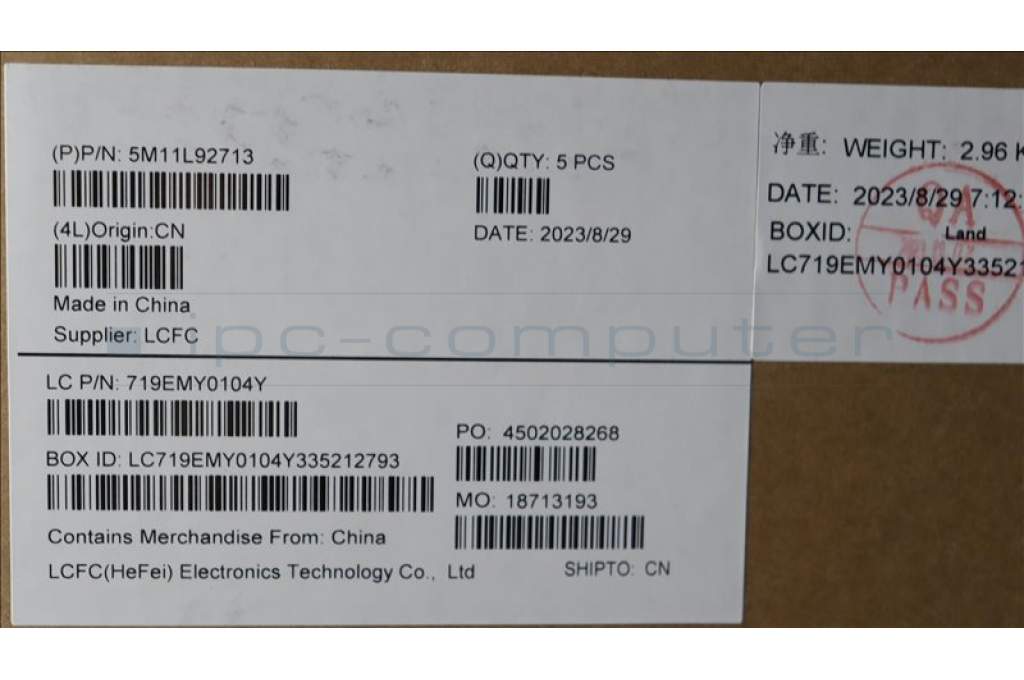 (P)P/N: 5M11L92713
(Q)QTY: 5 PCS
(4L)Origin:CN
DATE: 2023/8/29
Made in China
Supplier: LCFC
LC P/N: 719EMY0104Y
PO: 4502028268
BOX ID: LC719EMY0104Y335212793
MO: 18713193
Contains Merchandise From: China
LCFC(HeFei) Electronics Technology Co., Ltd
SHIPTO: CN
净重: WEIGHT: 2.96 K
DATE: 2023/8/29 7:12:
BOXID: Land
LC719EMY0104Y33521
QA
PASS
ipc-computer